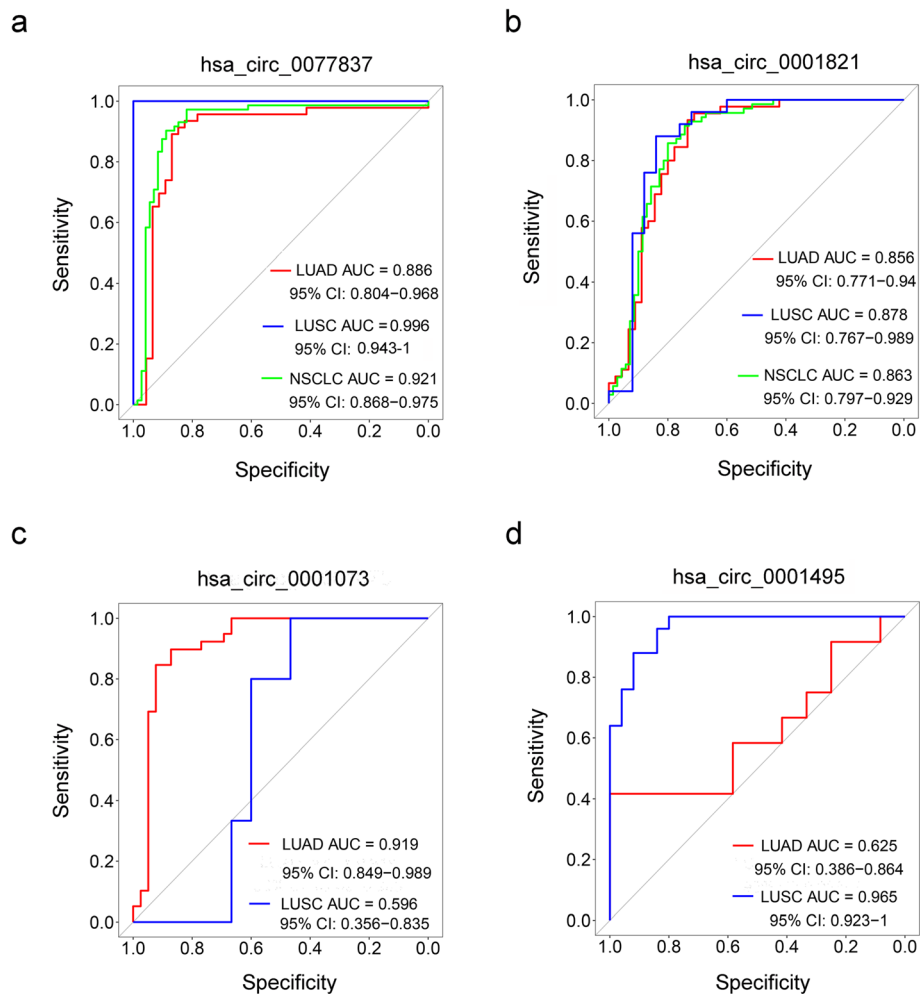 a
hsa_circ_0077837
Sensitivity
1.0
0.8
0.6
0.4
0.2
0.0
LUAD AUC = 0.886
95% CI: 0.804−0.968
LUSC AUC = 0.996
95% CI: 0.943-1
NSCLC AUC = 0.921
95% CI: 0.868−0.975
1.0 0.8 0.6 0.4 0.2 0.0
Specificity
b
hsa_circ_0001821
Sensitivity
1.0
0.8
0.6
0.4
0.2
0.0
LUAD AUC = 0.856
95% CI: 0.771−0.94
LUSC AUC = 0.878
95% CI: 0.767−0.989
NSCLC AUC = 0.863
95% CI: 0.797−0.929
1.0 0.8 0.6 0.4 0.2 0.0
Specificity
c
hsa_circ_0001073
Sensitivity
1.0
0.8
0.6
0.4
0.2
0.0
LUAD AUC = 0.919
95% CI: 0.849−0.989
LUSC AUC = 0.596
95% CI: 0.356−0.835
1.0 0.8 0.6 0.4 0.2 0.0
Specificity
d
hsa_circ_0001495
Sensitivity
1.0
0.8
0.6
0.4
0.2
0.0
LUAD AUC = 0.625
95% CI: 0.386−0.864
LUSC AUC = 0.965
95% CI: 0.923−1
1.0 0.8 0.6 0.4 0.2 0.0
Specificity